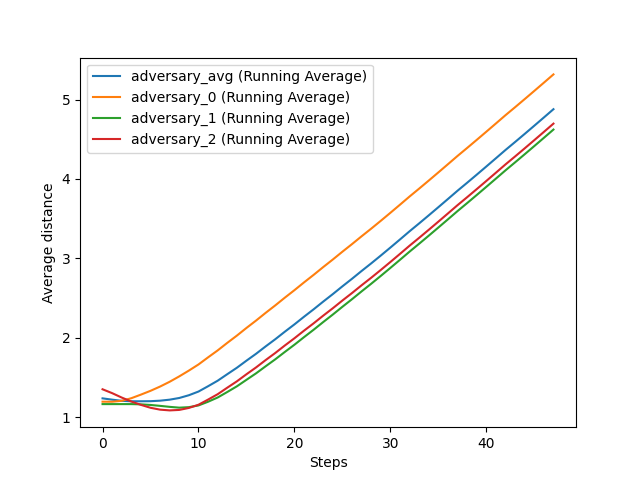 adversary_avg (Running Average)
adversary_0 (Running Average)
adversary_1 (Running Average)
adversary_2 (Running Average)
5
4
3
2
1
Average distance
0
10
20
30
40
Steps